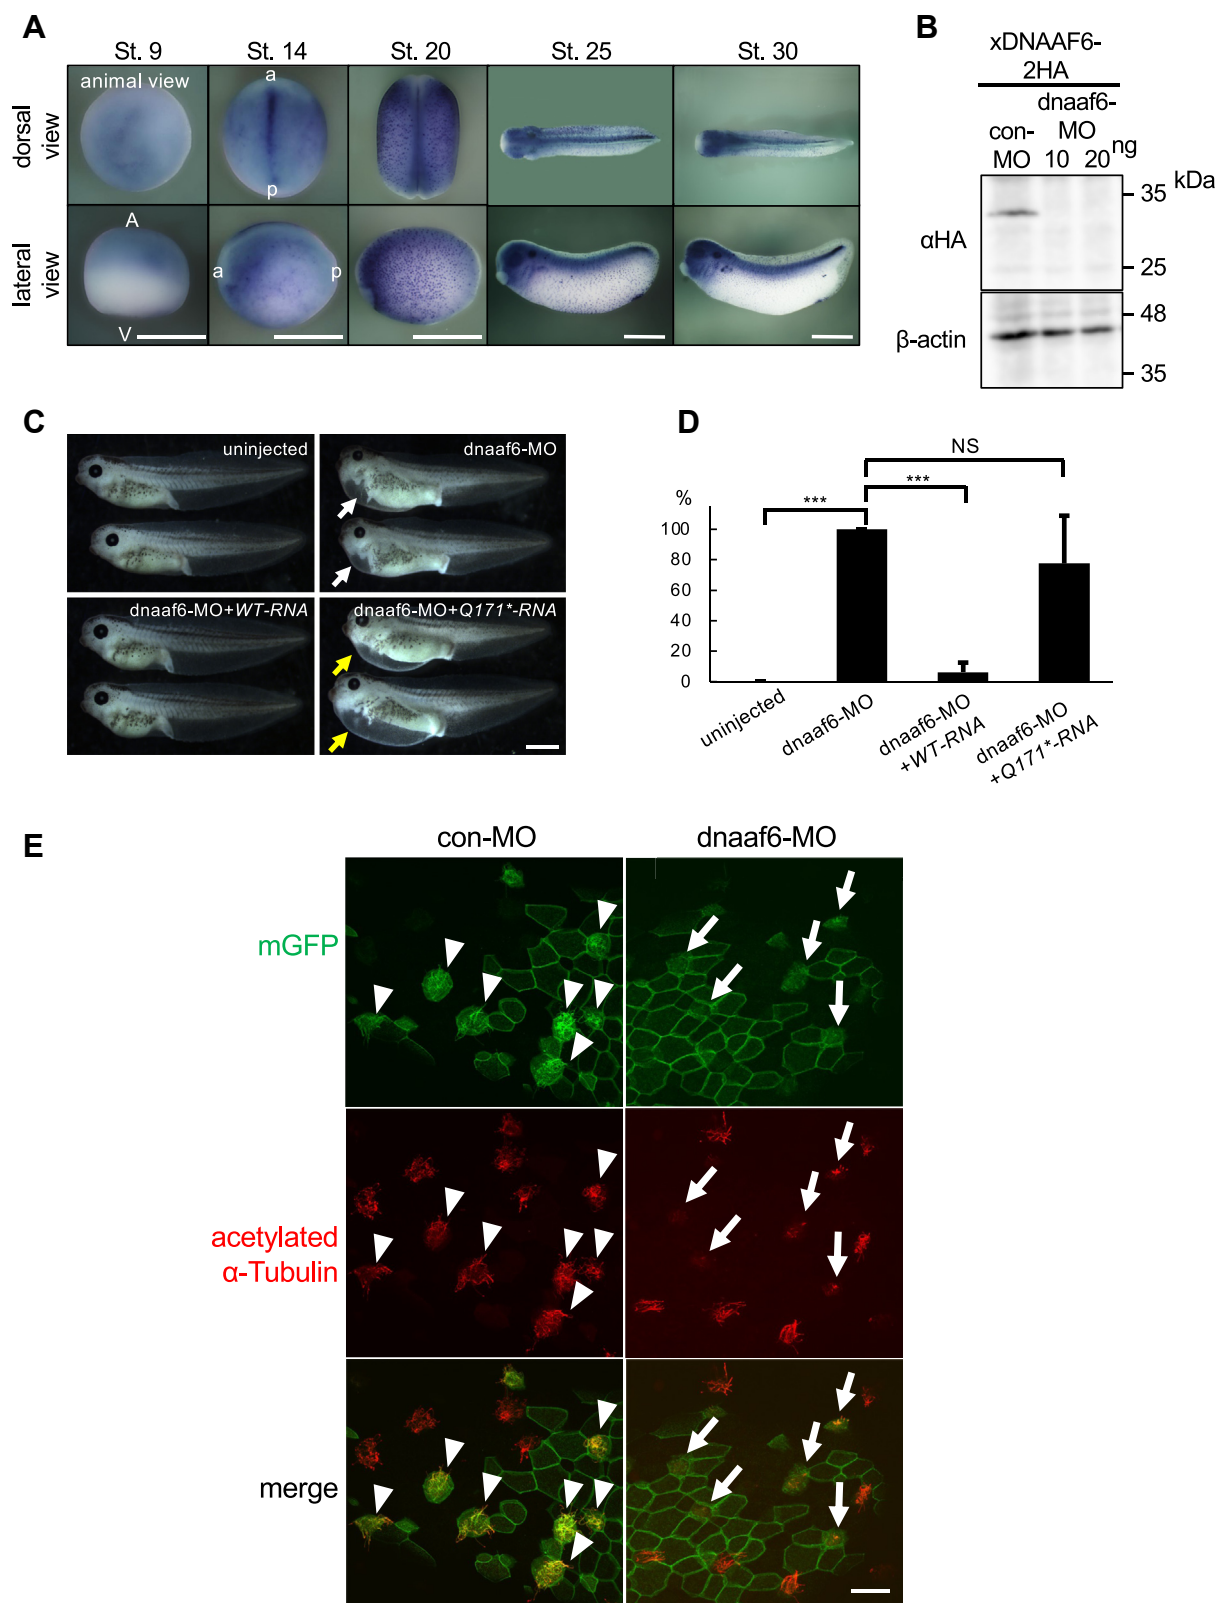 A
St. 9
St. 14
St. 20
St. 25
St. 30
animal view
a
p
dorsal
view
A
V
a
p
lateral
view
B
xDNAAF6-
2HA
con-
MO
dnaaf6-
MO
10
20
ng
kDa
αHA
35
25
β-actin
48
35
C
uninjected
dnaaf6-MO
dnaaf6-MO+WT-RNA
dnaaf6-MO+Q171*-RNA
D
%
NS
***
***
100
80
60
40
20
0
uninjected
dnaaf6-MO
dnaaf6-MO
+WT-RNA
dnaaf6-MO
+Q171*-RNA
E
con-MO
dnaaf6-MO
mGFP
acetylated
α-Tubulin
merge